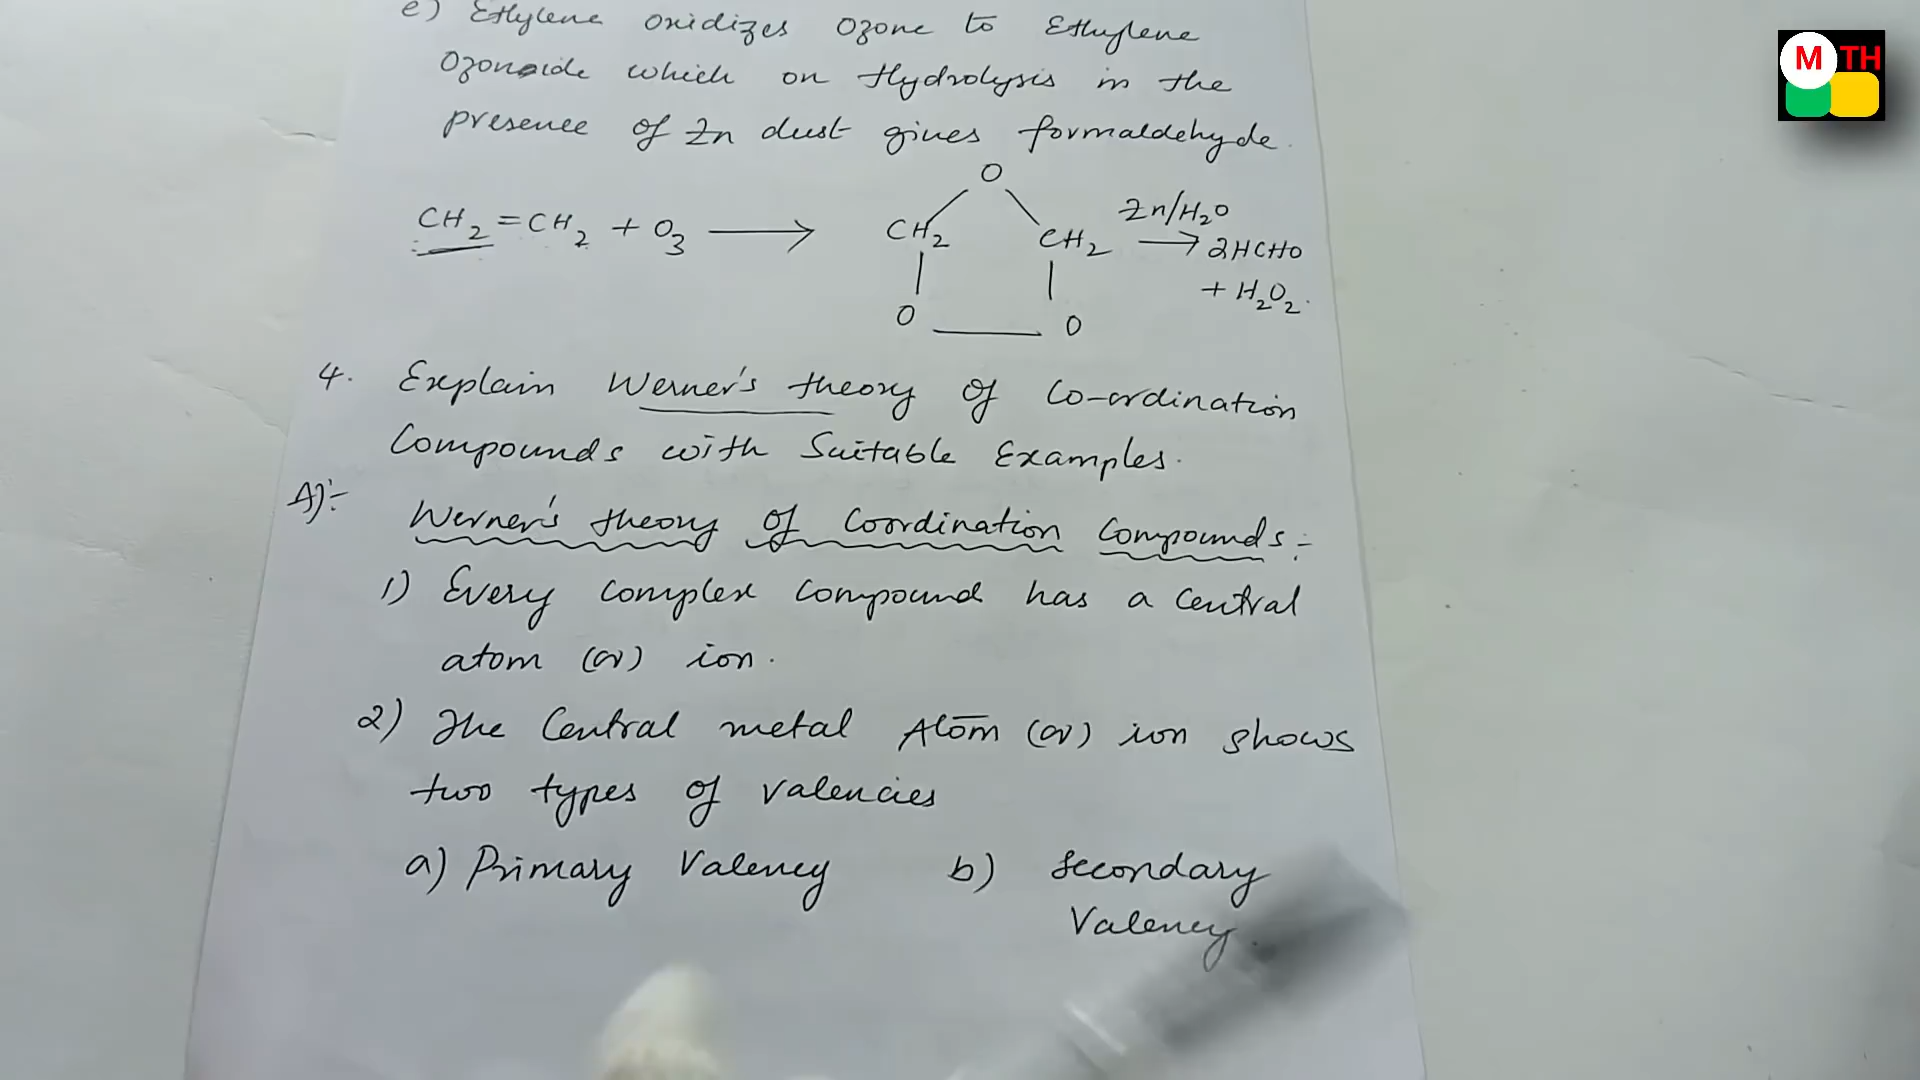 e) Ethylene oxidizes Ozone to Ethylene
Ozonoide which on Hydrolysis in the
presence of Zn dust gives formaldehyde.
O
CH2=CH2 + O3 ⟶ CH2 CH2 Zn/H2O ⟶ 2HCHO
+ H2O2.
O O
4. Explain Werner's theory of Co-ordination
Compounds with Suitable Examples.
A):-
Werner's theory of Coordination Compounds:-
1) Every complex compound has a Central
atom (or) ion.
2) The Central metal Atom (or) ion shows
two types of valencies
a) Primary Valency b) Secondary
Valency.
M TH